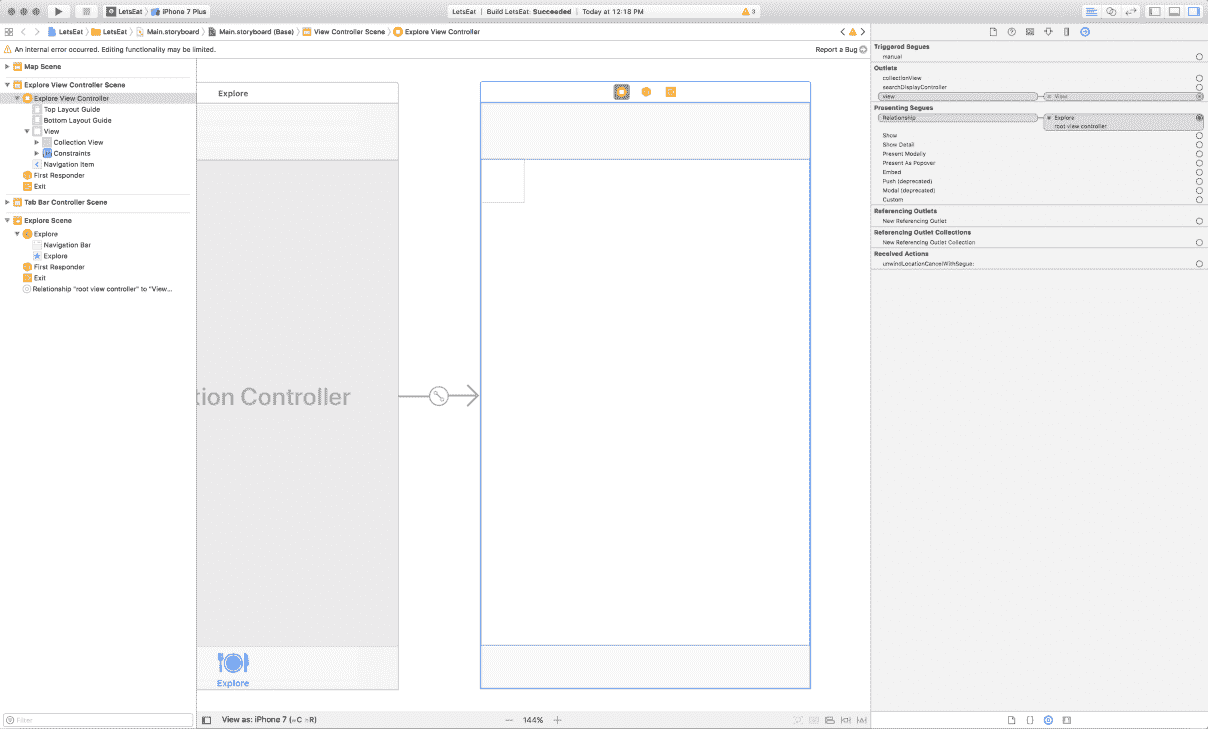 LetsEat
iPhone 7 Plus
LetsEat | Build LetsEat: Succeeded | Today at 12:18 PM
3
LetsEat
LetsEat
Main.storyboard
Main.storyboard (Base)
View Controller Scene
Explore View Controller
An internal error occurred. Editing functionality may be limited.
Report a Bug
Map Scene
Explore View Controller Scene
Explore View Controller
Top Layout Guide
Bottom Layout Guide
View
Collection View
Constraints
Navigation Item
First Responder
Exit
Tab Bar Controller Scene
Explore Scene
Explore
Navigation Bar
Explore
First Responder
Exit
Relationship "root view controller" to "View...
Filter
Explore
tion Controller
Explore
View as: iPhone 7 (wC hR)
144%
Triggered Segues
manual
Outlets
collectionView
searchDisplayController
view
View
Presenting Segues
Relationship
Explore
root view controller
Show
Show Detail
Present Modally
Present As Popover
Embed
Push (deprecated)
Modal (deprecated)
Custom
Referencing Outlets
New Referencing Outlet
Referencing Outlet Collections
New Referencing Outlet Collection
Received Actions
unwindLocationCancelWithSegue: